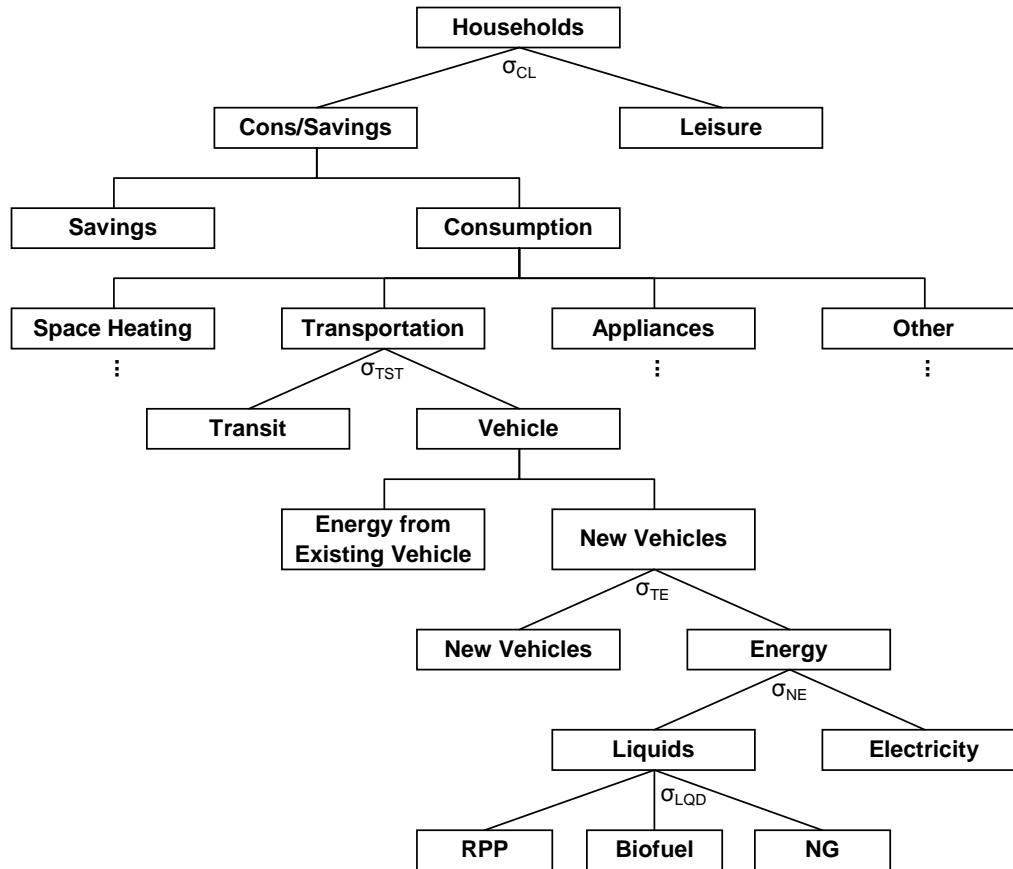 Households
σCL
Cons/Savings
Leisure
Savings
Consumption
Space Heating
Transportation
Appliances
Other
⋮
σTST
⋮
⋮
Transit
Vehicle
Energy from
Existing Vehicle
New Vehicles
σTE
New Vehicles
Energy
σNE
Liquids
Electricity
σLQD
RPP
Biofuel
NG